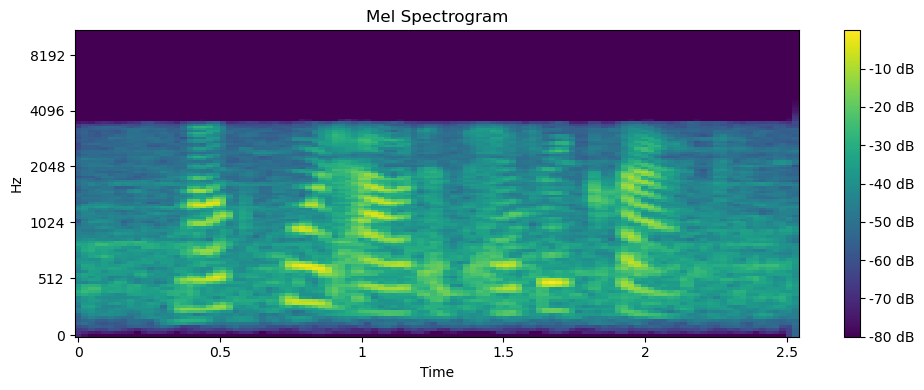 Mel Spectrogram
8192
4096
2048
1024
512
0
Hz
0
0.5
1
1.5
2
2.5
Time
-10 dB
-20 dB
-30 dB
-40 dB
-50 dB
-60 dB
-70 dB
-80 dB